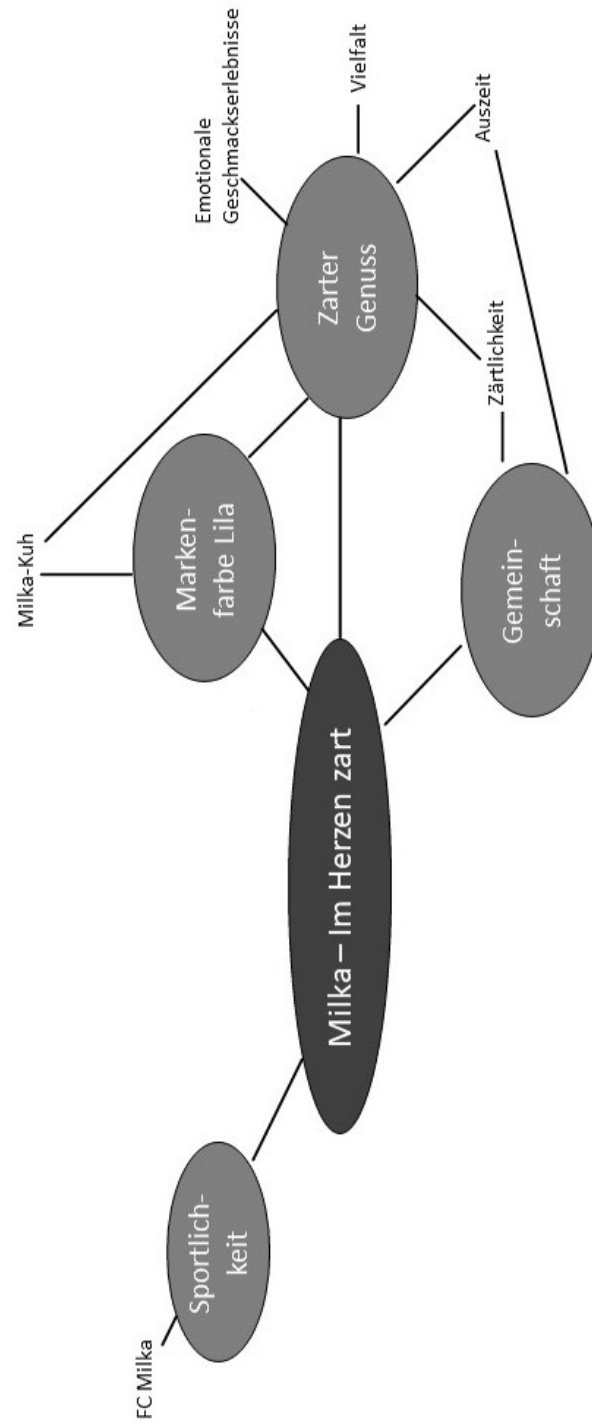 Milka-Kuh
Emotionale
Geschmackserlebnisse
Marken-
farbe Lila
Vielfalt
FC Milka
Sportlich-
keit
Milka – Im Herzen zart
Zarter
Genuss
Auszeit
Zärtlichkeit
Gemein-
schaft